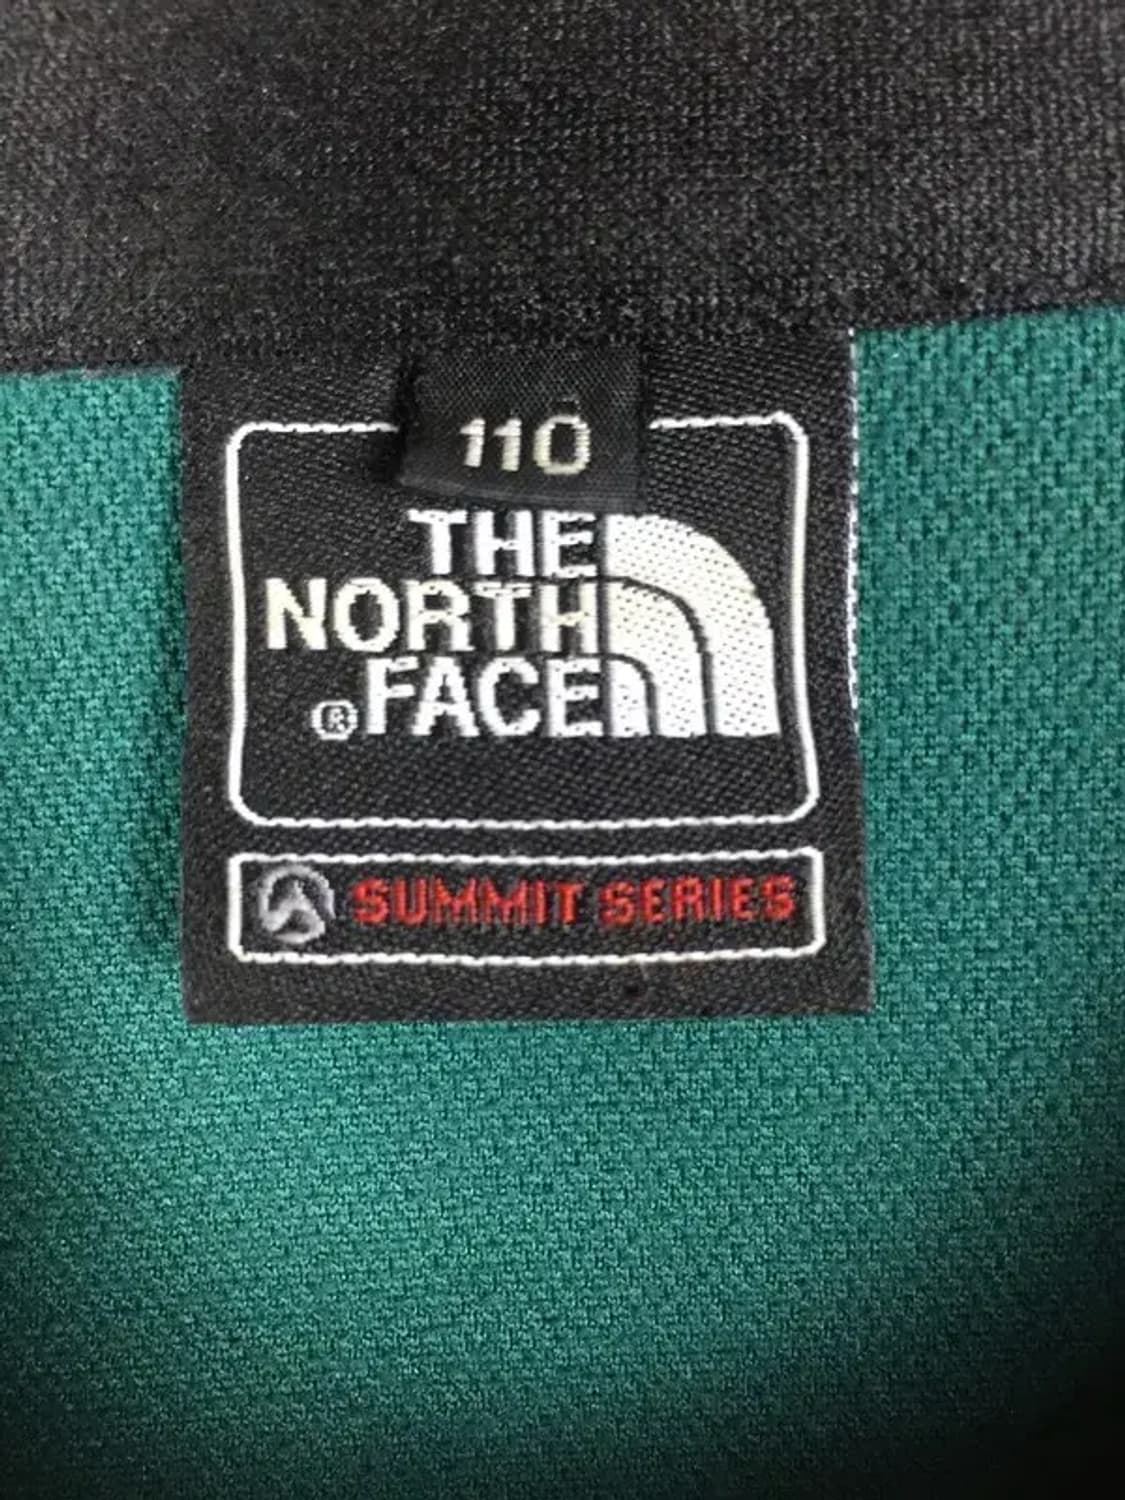 110
THE
NORTH
®FACE
SUMMIT SERIES